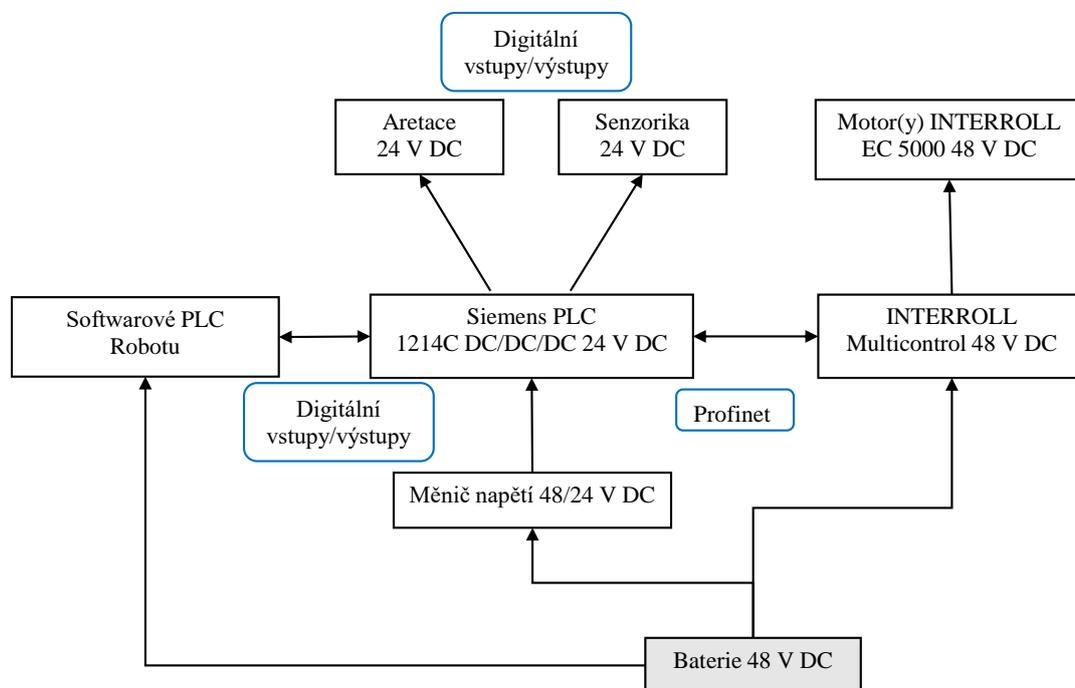 Digitální
vstupy/výstupy
Aretace
24 V DC
Senzorika
24 V DC
Motor(y) INTERROLL
EC 5000 48 V DC
Softwarové PLC
Robotu
Siemens PLC
1214C DC/DC/DC 24 V DC
INTERROLL
Multicontrol 48 V DC
Digitální
vstupy/výstupy
Profinet
Měnič napětí 48/24 V DC
Baterie 48 V DC